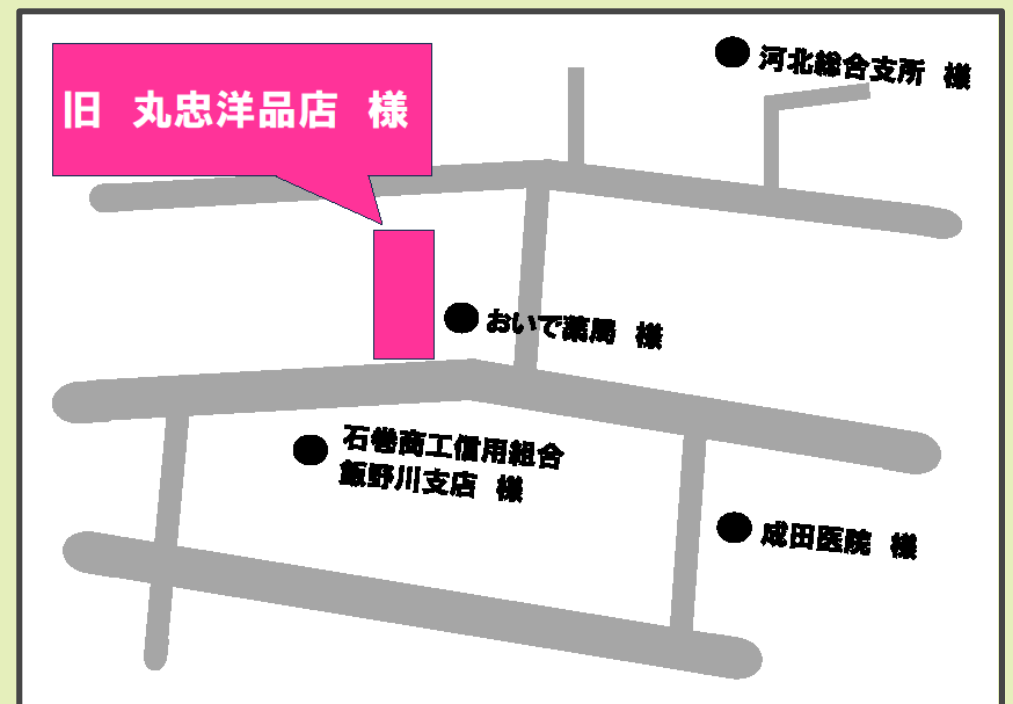 河北総合支所　様
旧　丸忠洋品店　様
おいで薬局　様
石巻商工信用組合
飯野川支店　様
成田医院　様